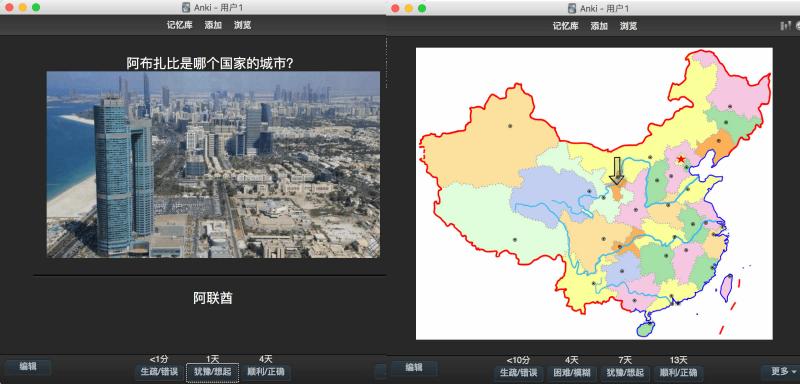 Anki - 用户1
记忆库 添加 浏览
阿布扎比是哪个国家的城市?
阿联酋
<1分 1天 4天
编辑 生疏/错误 犹豫/想起 顺利/正确
Anki - 用户1
记忆库 添加 浏览
<10分 4天 7天 13天
编辑 生疏/错误 困难/模糊 犹豫/想起 顺利/正确 更多